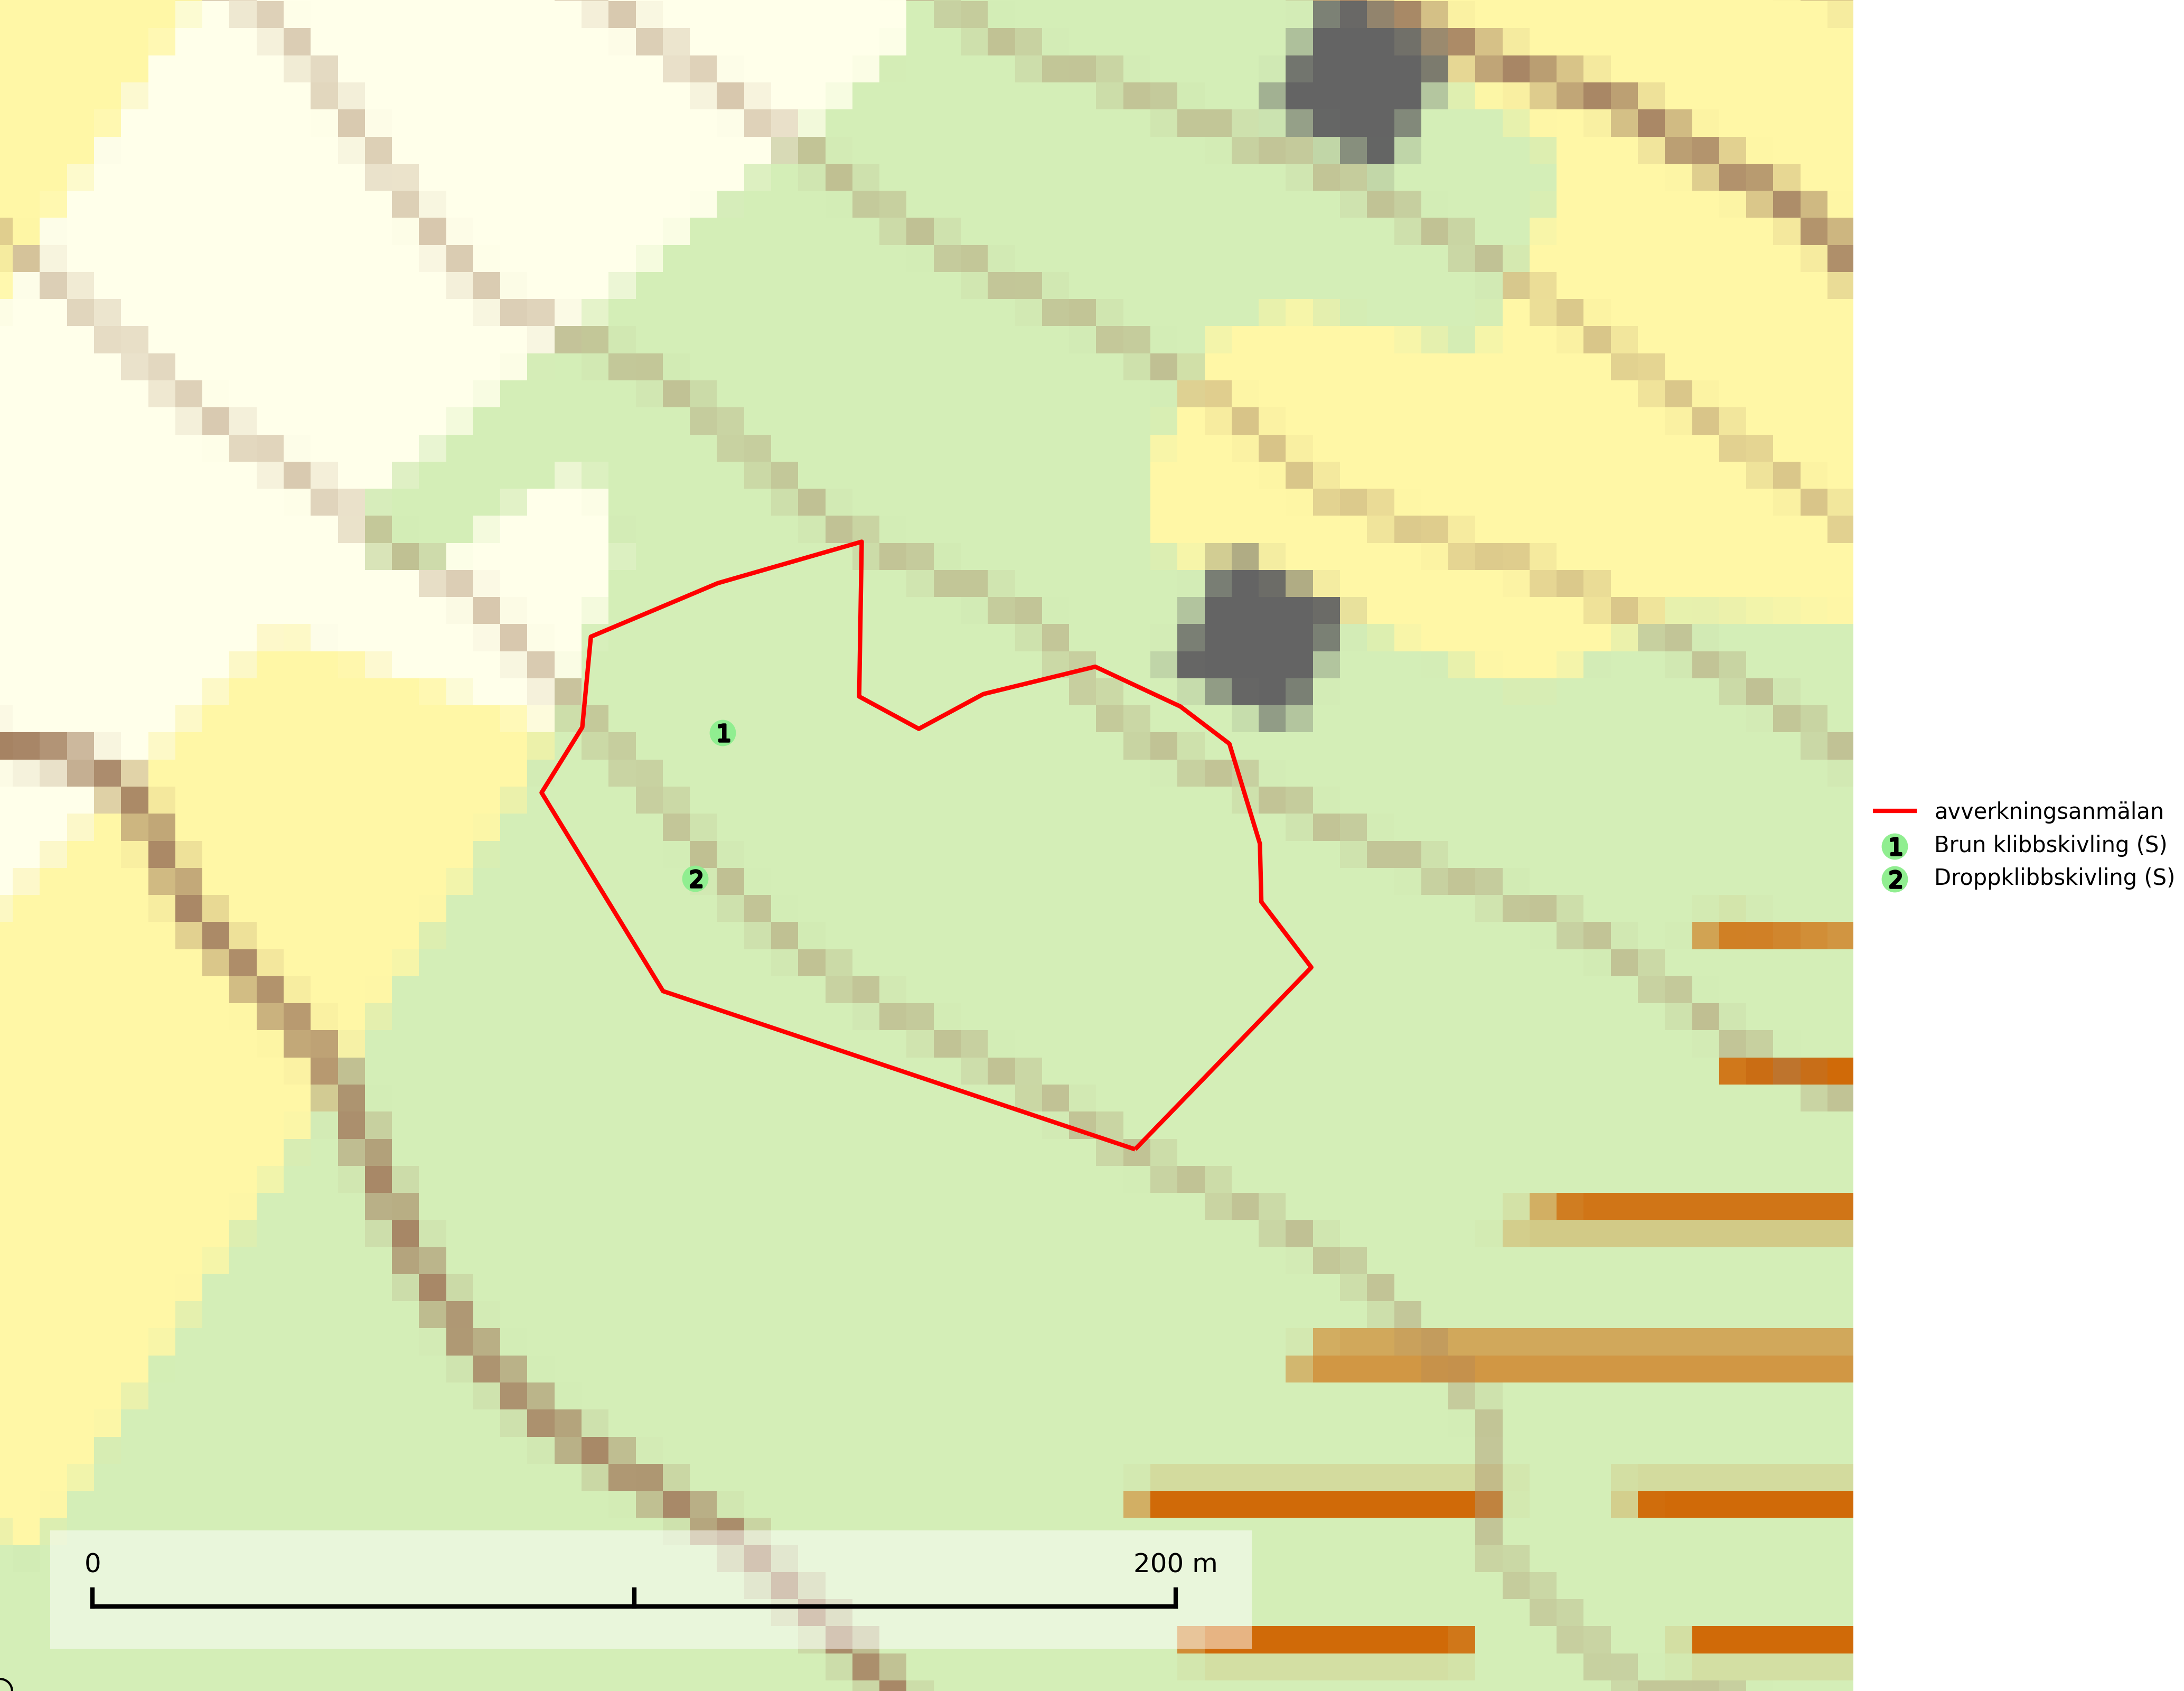 1
2
avverkningsanmälan
1 Brun klibbskivling (S)
2 Droppklibbskivling (S)
0 200 m